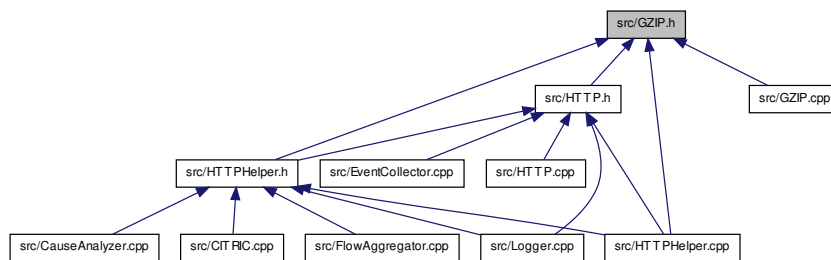 src/GZIP.h
src/HTTP.h
src/GZIP.cpp
src/HTTPHelper.h
src/EventCollector.cpp
src/HTTP.cpp
src/CauseAnalyzer.cpp
src/CITRIC.cpp
src/FlowAggregator.cpp
src/Logger.cpp
src/HTTPHelper.cpp